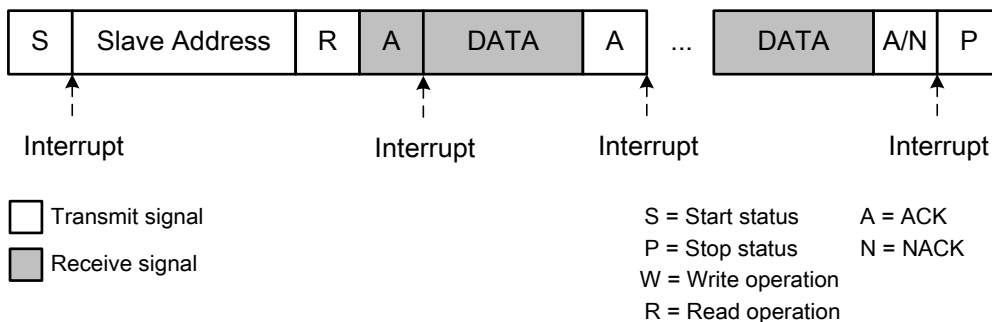 S Slave Address R A DATA A ... DATA A/N P
Interrupt Interrupt Interrupt Interrupt
Transmit signal
Receive signal
S = Start status A = ACK
P = Stop status N = NACK
W = Write operation
R = Read operation